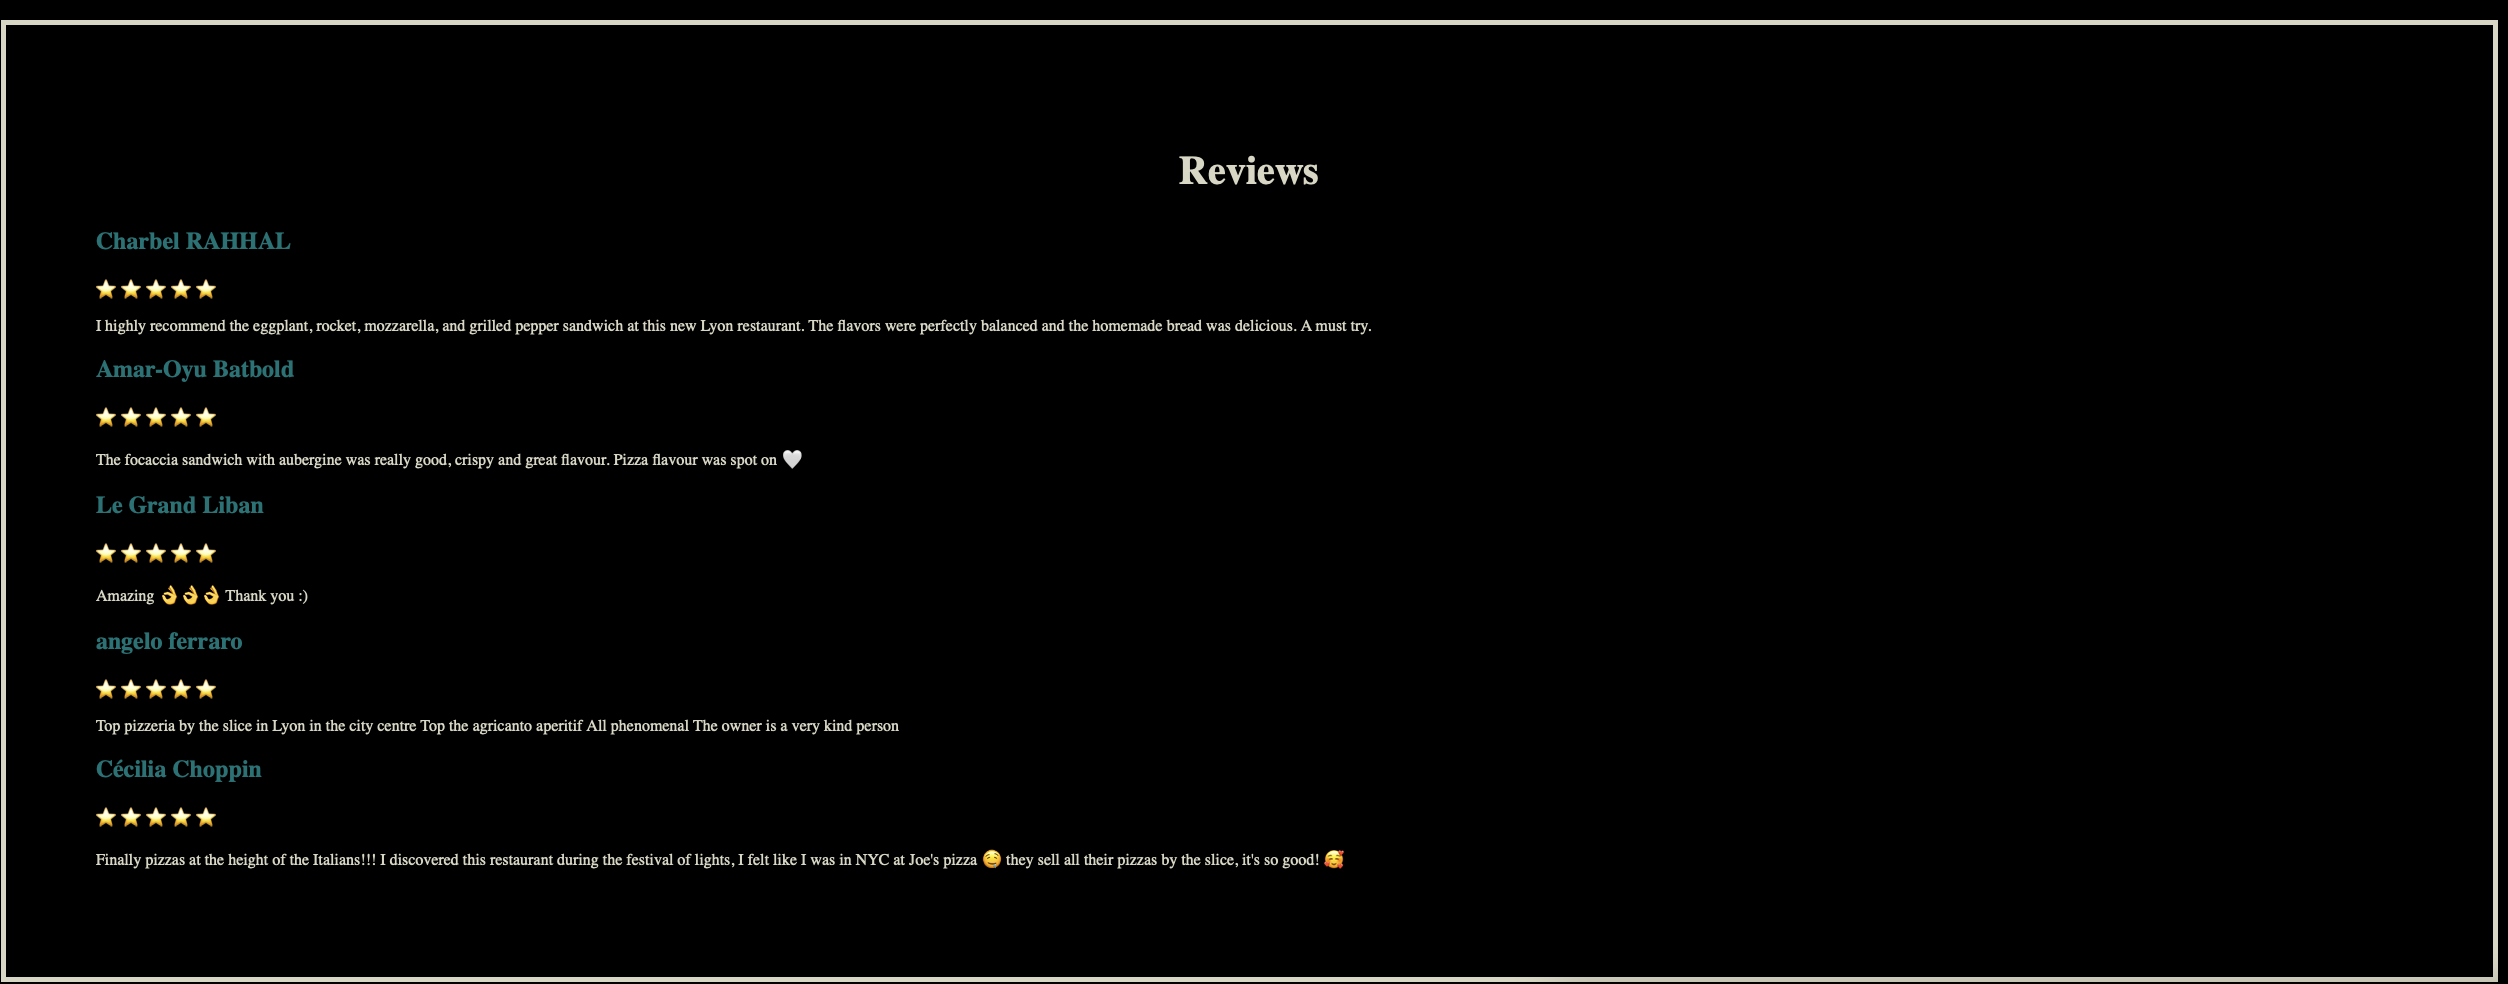 Reviews
Charbel RAHHAL
⭐⭐⭐⭐⭐
I highly recommend the eggplant, rocket, mozzarella, and grilled pepper sandwich at this new Lyon restaurant. The flavors were perfectly balanced and the homemade bread was delicious. A must try.
Amar-Oyu Batbold
⭐⭐⭐⭐⭐
The focaccia sandwich with aubergine was really good, crispy and great flavour. Pizza flavour was spot on 🤍
Le Grand Liban
⭐⭐⭐⭐⭐
Amazing 👌👌👌 Thank you :)
angelo ferraro
⭐⭐⭐⭐⭐
Top pizzeria by the slice in Lyon in the city centre Top the agricanto aperitif All phenomenal The owner is a very kind person
Cécilia Choppin
⭐⭐⭐⭐⭐
Finally pizzas at the height of the Italians!!! I discovered this restaurant during the festival of lights, I felt like I was in NYC at Joe's pizza 🤤 they sell all their pizzas by the slice, it's so good! 🥰